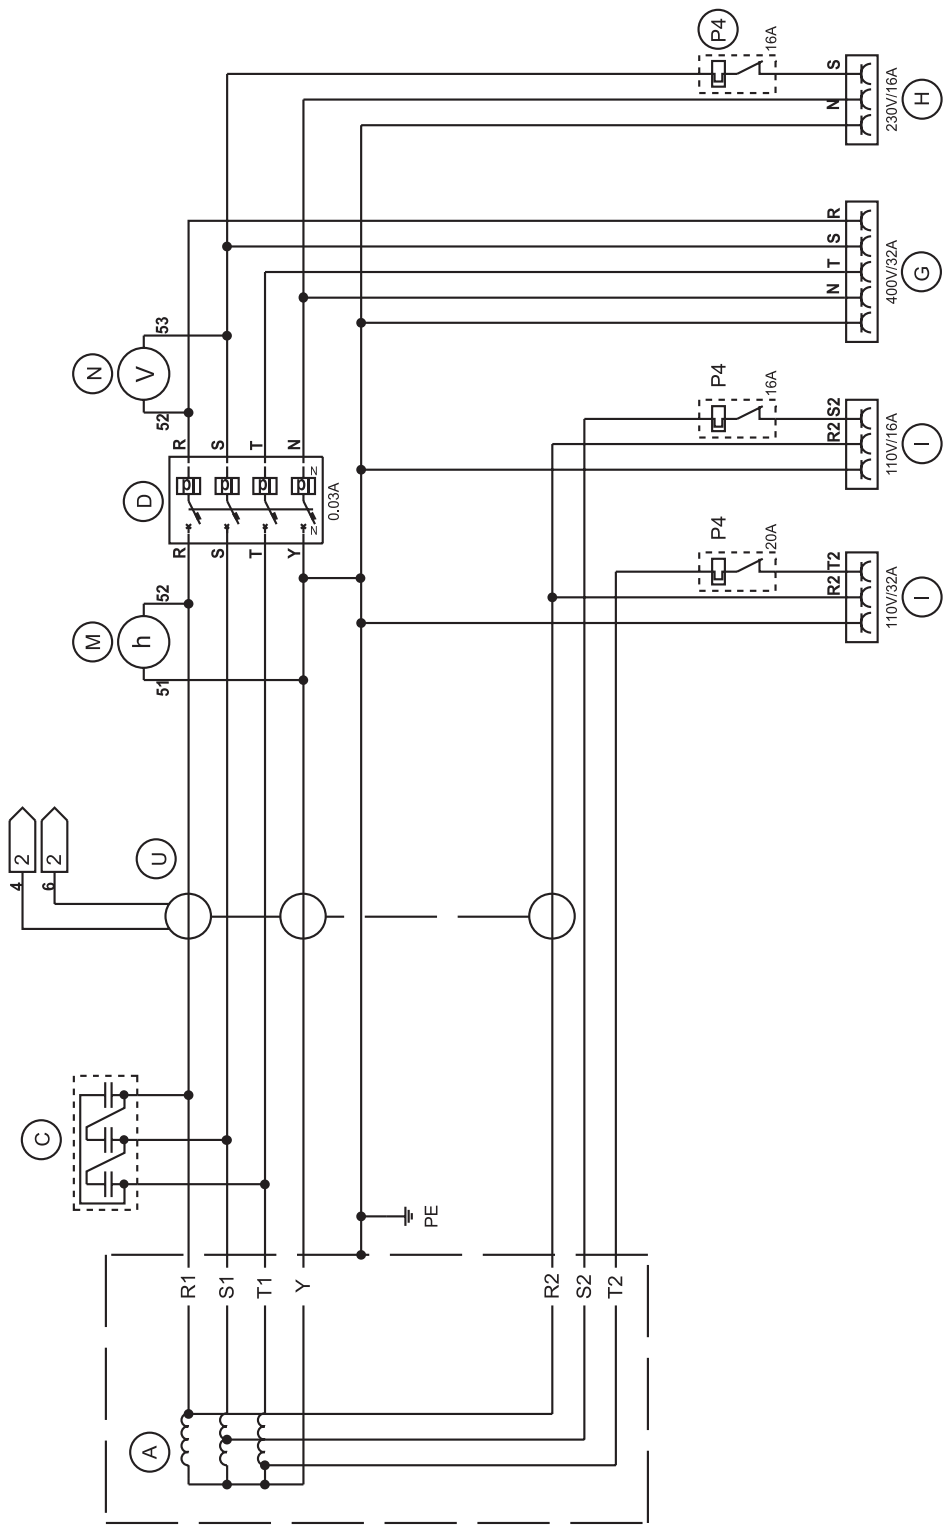 P4
16A
S
N
230V/16A
H
R
S
T
N
400V/32A
G
53
N
V
52
P4
16A
S2
R2
110V/16A
I
R
S
T
N
D
N
N
0.03A
R
S
T
Y
P4
20A
T2
R2
110V/32A
I
52
M
h
51
2
2
4
6
U
C
PE
R1
S1
T1
Y
R2
S2
T2
A